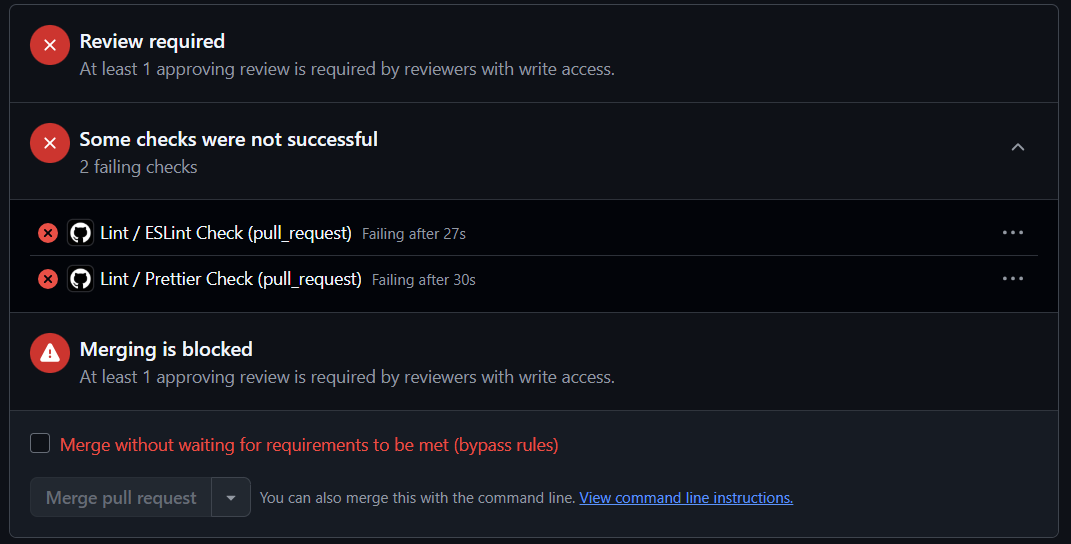 Review required
At least 1 approving review is required by reviewers with write access.
Some checks were not successful
2 failing checks
Lint / ESLint Check (pull_request) Failing after 27s
Lint / Prettier Check (pull_request) Failing after 30s
Merging is blocked
At least 1 approving review is required by reviewers with write access.
Merge without waiting for requirements to be met (bypass rules)
Merge pull request You can also merge this with the command line. View command line instructions.